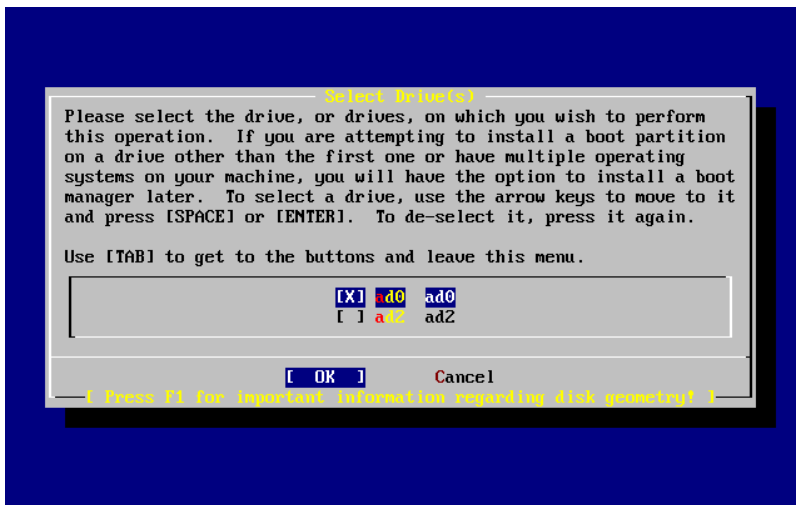 Select Drive(s)
Please select the drive, or drives, on which you wish to perform
this operation.  If you are attempting to install a boot partition
on a drive other than the first one or have multiple operating
systems on your machine, you will have the option to install a boot
manager later.  To select a drive, use the arrow keys to move to it
and press [SPACE] or [ENTER].  To de-select it, press it again.
Use [TAB] to get to the buttons and leave this menu.
[X] ad0  ad0
[ ] ad2  ad2
[  OK  ]  Cancel
[ Press F1 for important information regarding disk geometry! ]